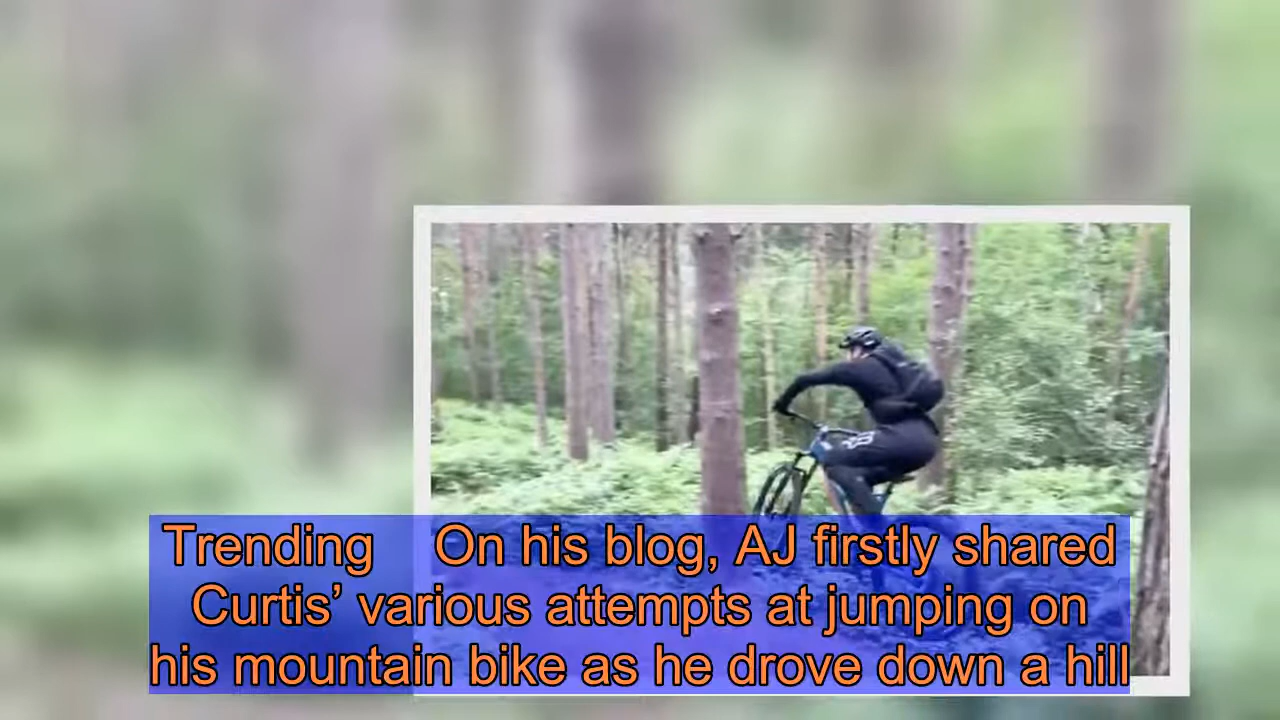 Trending    On his blog, AJ firstly shared
Curtis’ various attempts at jumping on
his mountain bike as he drove down a hill